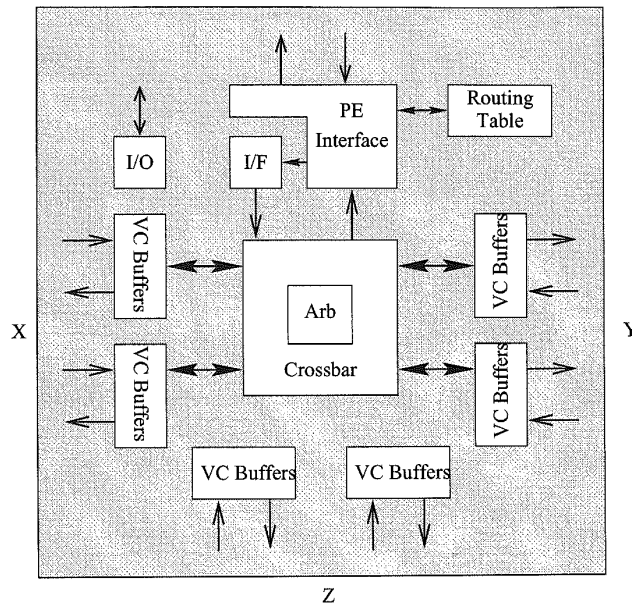 PE
Interface
Routing
Table
I/O
I/F
VC Buffers
VC Buffers
Arb
Crossbar
X
Y
VC Buffers
VC Buffers
VC Buffers
VC Buffers
Z